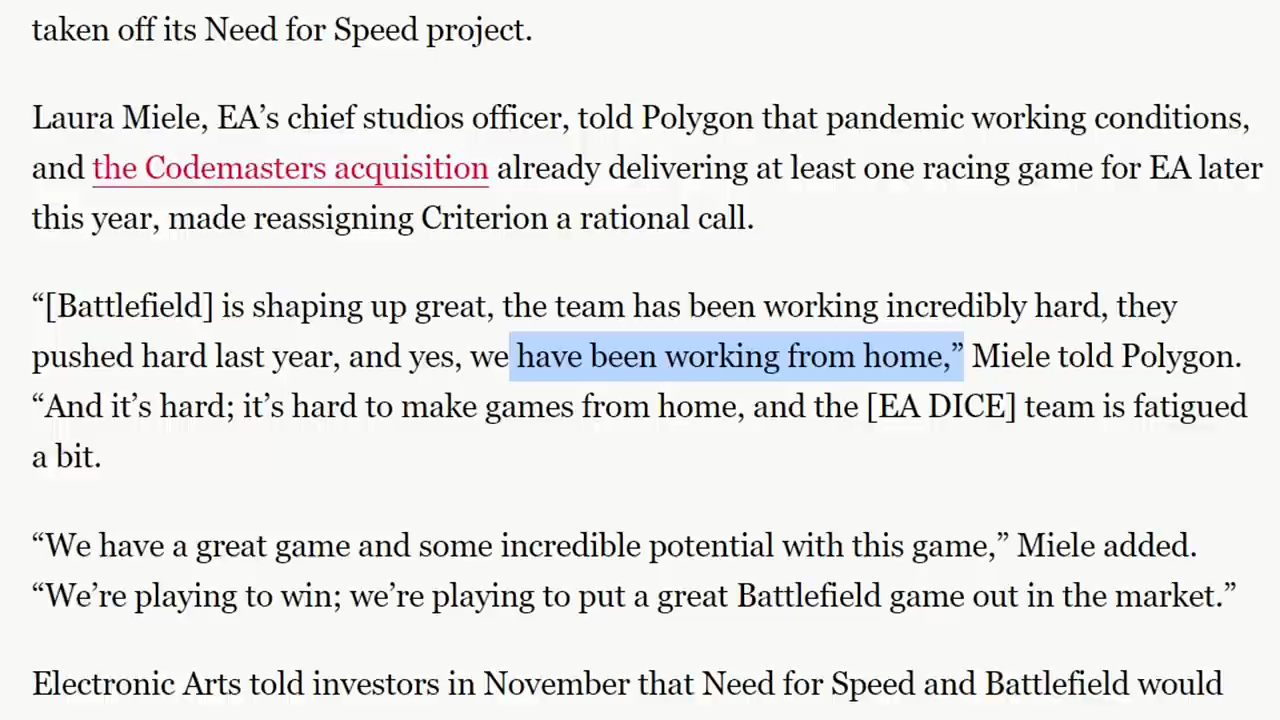 taken off its Need for Speed project.
Laura Miele, EA’s chief studios officer, told Polygon that pandemic working conditions,
and the Codemasters acquisition already delivering at least one racing game for EA later
this year, made reassigning Criterion a rational call.
“[Battlefield] is shaping up great, the team has been working incredibly hard, they
pushed hard last year, and yes, we have been working from home,” Miele told Polygon.
“And it’s hard; it’s hard to make games from home, and the [EA DICE] team is fatigued
a bit.
“We have a great game and some incredible potential with this game,” Miele added.
“We’re playing to win; we’re playing to put a great Battlefield game out in the market.”
Electronic Arts told investors in November that Need for Speed and Battlefield would